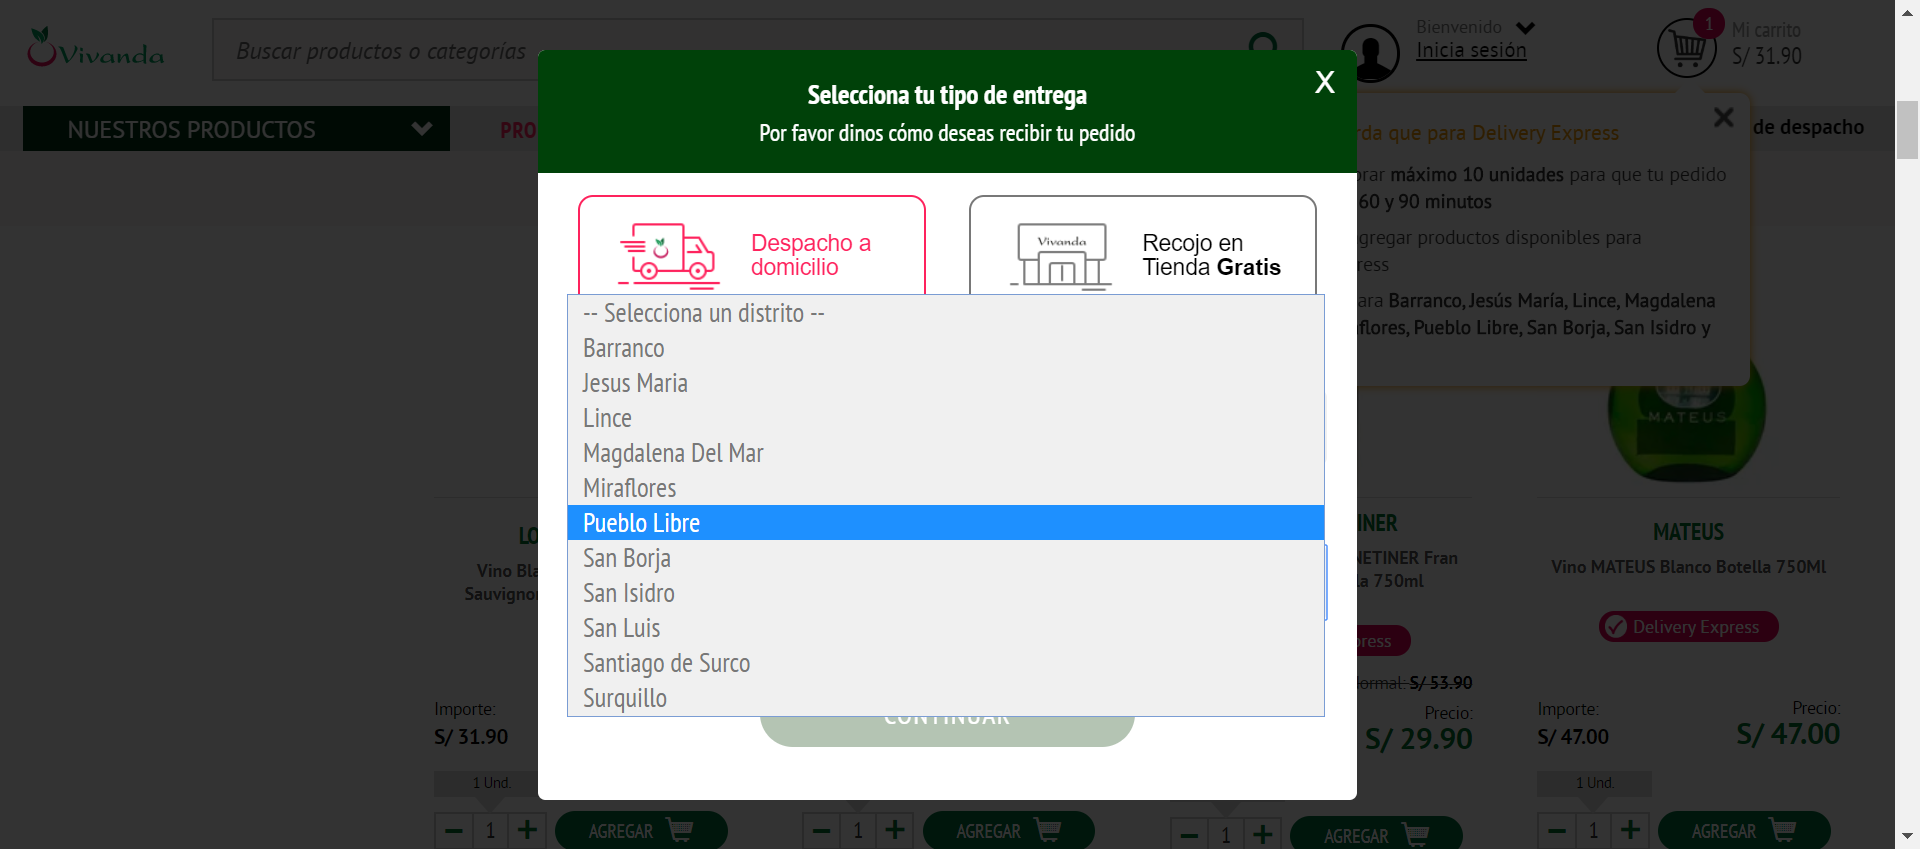 Vivanda
Buscar productos o categorías
Bienvenido
Inicia sesión
1
Mi carrito
S/ 31.90
NUESTROS PRODUCTOS
PRO
de despacho
Selecciona tu tipo de entrega
X
Por favor dinos cómo deseas recibir tu pedido
Despacho a
domicilio
Vivanda
Recojo en
Tienda Gratis
rda que para Delivery Express
rar máximo 10 unidades para que tu pedido
60 y 90 minutos
agregar productos disponibles para
ress
ara Barranco, Jesús María, Lince, Magdalena
flores, Pueblo Libre, San Borja, San Isidro y
-- Selecciona un distrito --
Barranco
Jesus Maria
Lince
Magdalena Del Mar
Miraflores
Pueblo Libre
San Borja
San Isidro
San Luis
Santiago de Surco
Surquillo
CONTINUAR
MATEUS
LO
Vino Bla
Sauvigno
Importe:
S/ 31.90
1 Und.
1
AGREGAR
1
AGREGAR
INER
NETINER Fran
la 750ml
press
Normal: S/ 53.90
Precio:
S/ 29.90
1
AGREGAR
MATEUS
Vino MATEUS Blanco Botella 750Ml
Delivery Express
Importe:
S/ 47.00
Precio:
S/ 47.00
1 Und.
1
AGREGAR